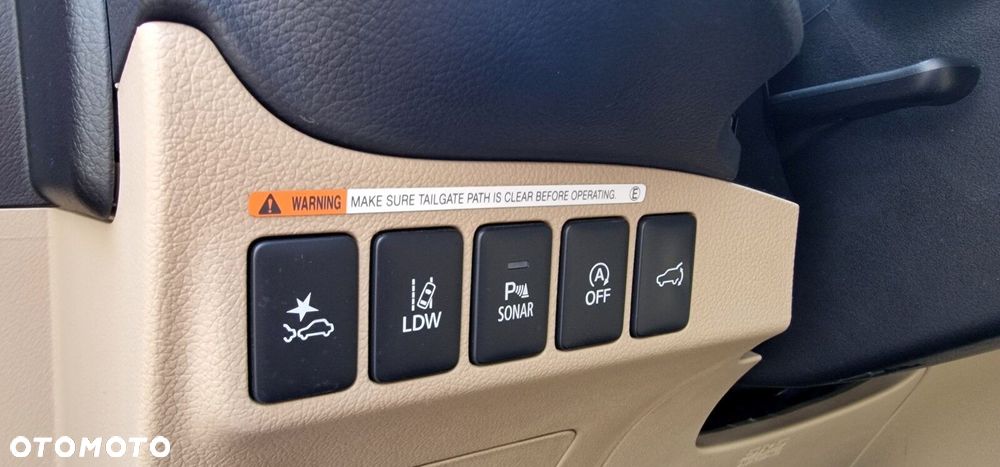 WARNING MAKE SURE TAILGATE PATH IS CLEAR BEFORE OPERATING. E
LDW
P
SONAR
A
OFF
OTOMOTO